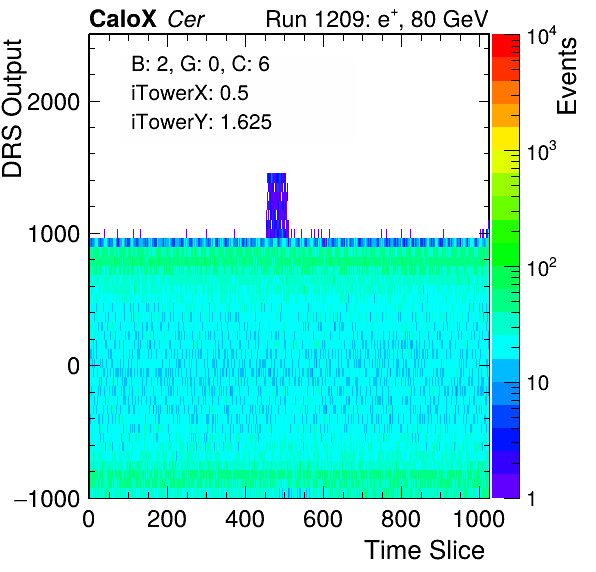 CaloX Cer Run 1209: e+, 80 GeV
B: 2, G: 0, C: 6
iTowerX: 0.5
iTowerY: 1.625
DRS Output
2000
1000
0
−1000
0 200 400 600 800 1000
Time Slice
Events
10^4
10^3
10^2
10
1